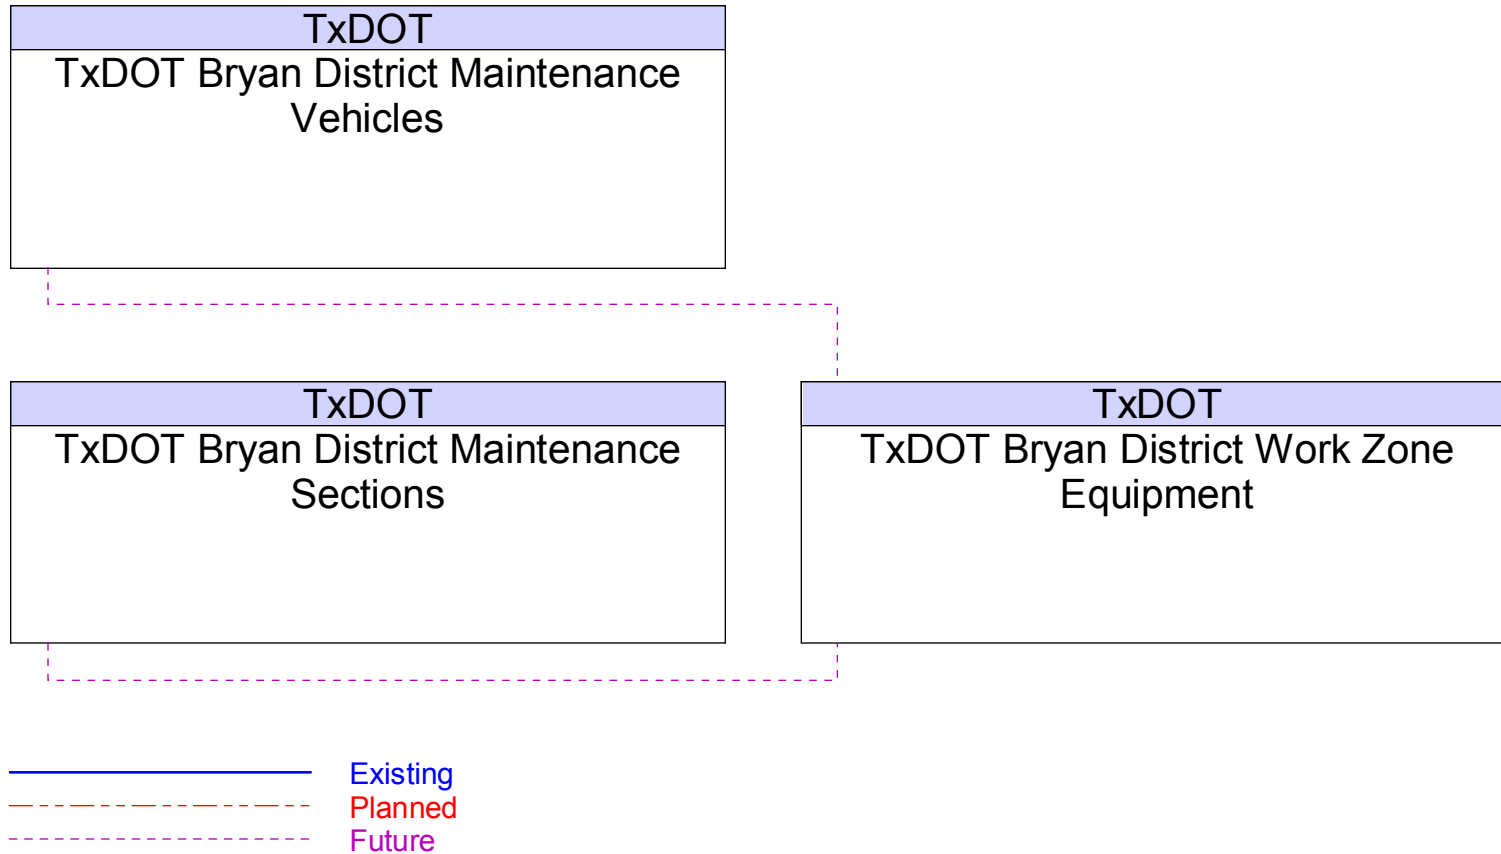 TxDOT
TxDOT Bryan District Maintenance
Vehicles
TxDOT
TxDOT Bryan District Maintenance
Sections
TxDOT
TxDOT Bryan District Work Zone
Equipment
Existing
Planned
Future